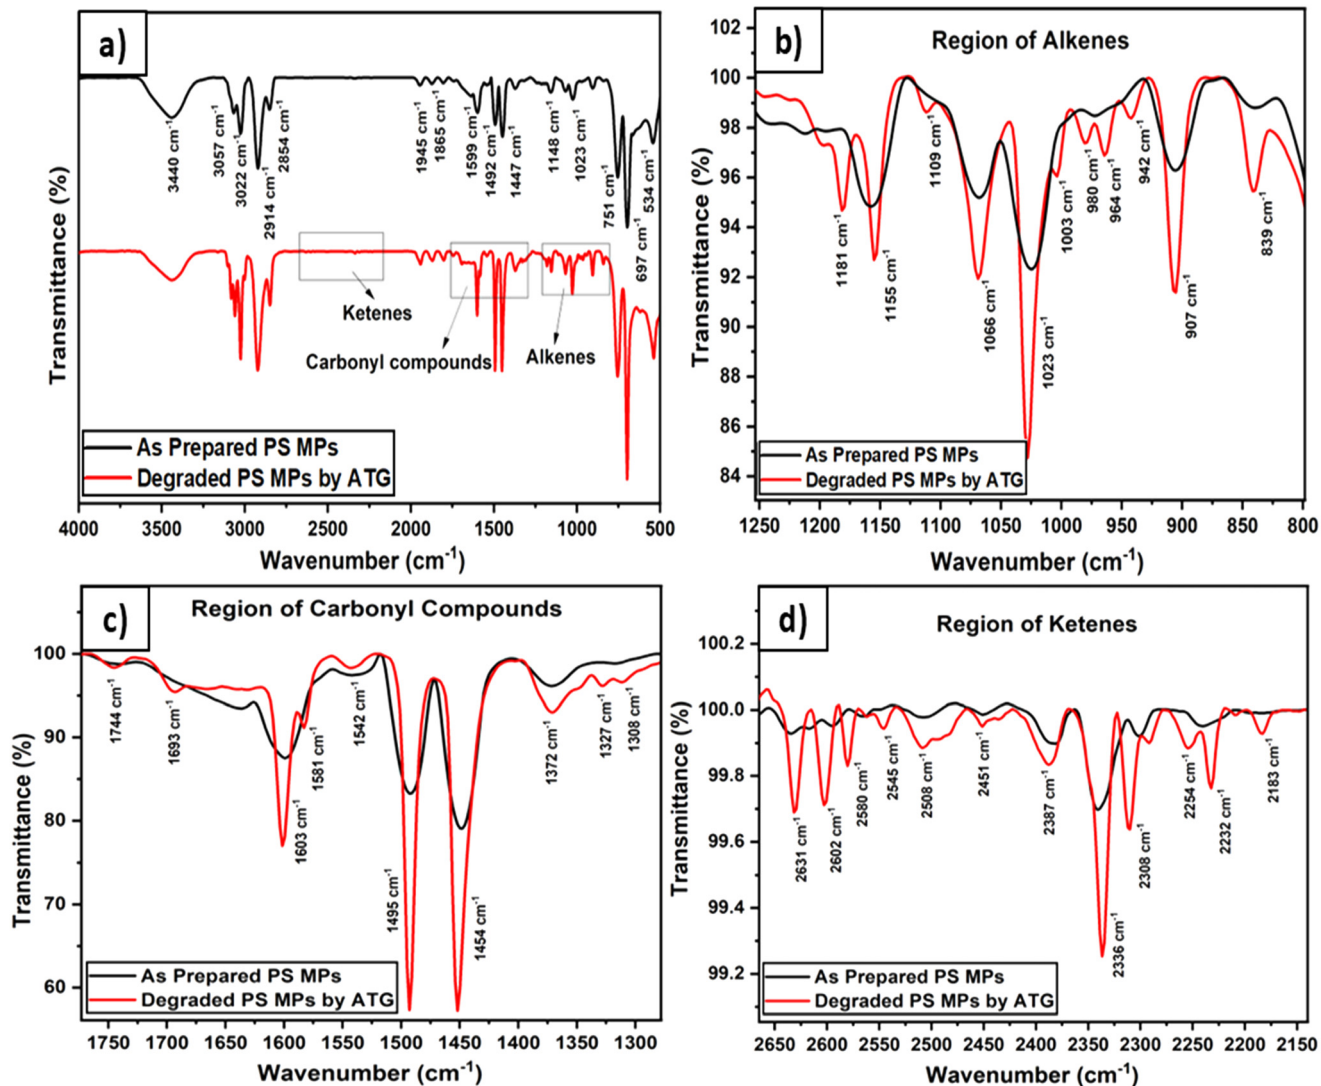 a)
3440 cm-1
3057 cm-1
3022 cm-1
2914 cm-1
2854 cm-1
1945 cm-1
1865 cm-1
1599 cm-1
1492 cm-1
1447 cm-1
1148 cm-1
1023 cm-1
751 cm-1
697 cm-1
534 cm-1
Ketenes
Carbonyl compounds
Alkenes
As Prepared PS MPs
Degraded PS MPs by ATG
Transmittance (%)
4000 3500 3000 2500 2000 1500 1000 500
Wavenumber (cm-1)
b)
Region of Alkenes
102
100
98
96
94
92
90
88
86
84
1181 cm-1
1155 cm-1
1109 cm-1
1066 cm-1
1023 cm-1
1003 cm-1
980 cm-1
964 cm-1
942 cm-1
907 cm-1
839 cm-1
As Prepared PS MPs
Degraded PS MPs by ATG
Transmittance (%)
1250 1200 1150 1100 1050 1000 950 900 850 800
Wavenumber (cm-1)
c)
Region of Carbonyl Compounds
100
90
80
70
60
1744 cm-1
1693 cm-1
1603 cm-1
1581 cm-1
1542 cm-1
1495 cm-1
1454 cm-1
1372 cm-1
1327 cm-1
1308 cm-1
As Prepared PS MPs
Degraded PS MPs by ATG
Transmittance (%)
1750 1700 1650 1600 1550 1500 1450 1400 1350 1300
Wavenumber (cm-1)
d)
Region of Ketenes
100.2
100.0
99.8
99.6
99.4
99.2
2631 cm-1
2602 cm-1
2580 cm-1
2545 cm-1
2508 cm-1
2451 cm-1
2387 cm-1
2336 cm-1
2308 cm-1
2254 cm-1
2232 cm-1
2183 cm-1
As Prepared PS MPs
Degraded PS MPs by ATG
Transmittance (%)
2650 2600 2550 2500 2450 2400 2350 2300 2250 2200 2150
Wavenumber (cm-1)